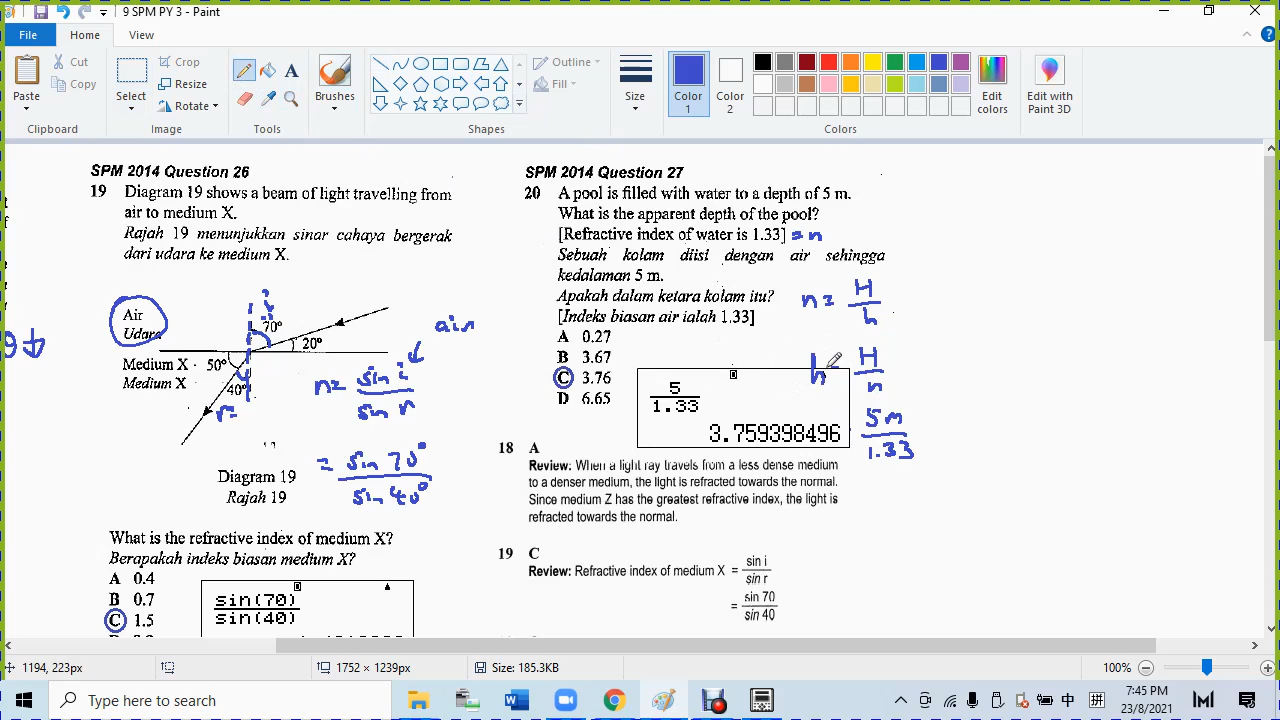 9 SPM PY 3 - Paint
File
Home
View
Paste
Cut
Copy
Clipboard
Select
Crop
Resize
Rotate
Image
Tools
Brushes
Outline
Fill
Shapes
Size
Color 1
Color 2
Edit colors
Colors
Edit with Paint 3D
SPM 2014 Question 26
19 Diagram 19 shows a beam of light travelling from
air to medium X.
Rajah 19 menunjukkan sinar cahaya bergerak
dari udara ke medium X.
Air
Udara
Medium X
Medium X
70°
20°
50°
40°
i
r=
air
n= sin i
sin r
= sin 70°
sin 40°
Diagram 19
Rajah 19
What is the refractive index of medium X?
Berapakah indeks biasan medium X?
A 0.4
B 0.7
C 1.5
sin(70)
sin(40)
SPM 2014 Question 27
20 A pool is filled with water to a depth of 5 m.
What is the apparent depth of the pool?
[Refractive index of water is 1.33] = n
Sebuah kolam diisi dengan air sehingga
kedalaman 5 m.
Apakah dalam ketara kolam itu?
[Indeks biasan air ialah 1.33]
A 0.27
B 3.67
C 3.76
D 6.65
n= H
h
h= H
n
5m
1.33
5
1.33
3.759398496
18 A
Review: When a light ray travels from a less dense medium
to a denser medium, the light is refracted towards the normal.
Since medium Z has the greatest refractive index, the light is
refracted towards the normal.
19 C
Review: Refractive index of medium X = sin i
sin r
= sin 70
sin 40
1194, 223px
1752 × 1239px
Size: 185.3KB
100%
Type here to search
中
拼
7:45 PM
23/8/2021